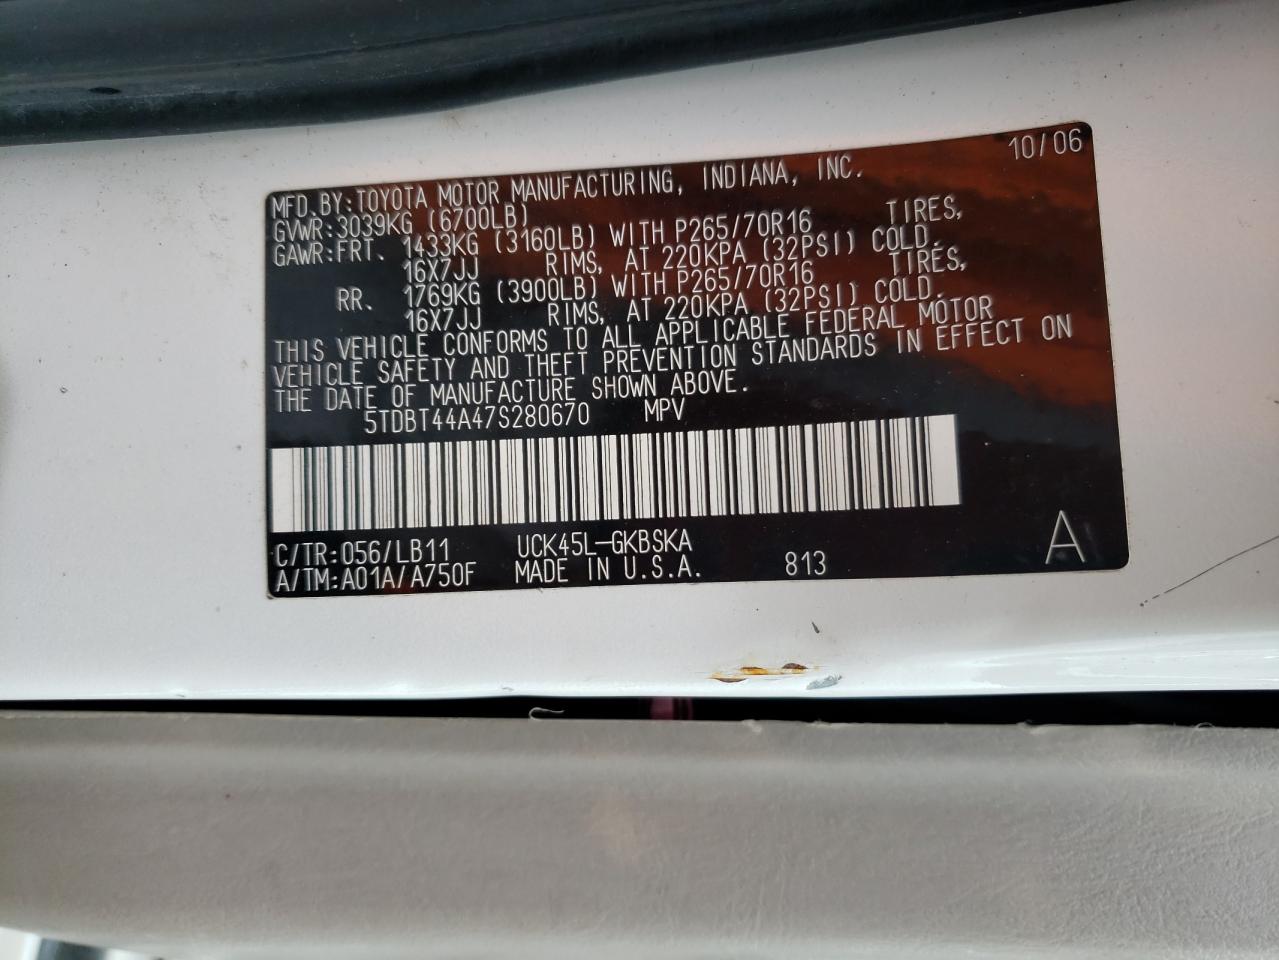 10/06
MFD. BY: TOYOTA MOTOR MANUFACTURING, INDIANA, INC.
GVWR: 3039KG (6700LB)
GAWR: FRT. 1433KG (3160LB) WITH P265/70R16 TIRES,
16X7JJ RIMS, AT 220KPA (32PSI) COLD.
RR. 1769KG (3900LB) WITH P265/70R16 TIRES,
16X7JJ RIMS, AT 220KPA (32PSI) COLD.
THIS VEHICLE CONFORMS TO ALL APPLICABLE FEDERAL MOTOR
VEHICLE SAFETY AND THEFT PREVENTION STANDARDS IN EFFECT ON
THE DATE OF MANUFACTURE SHOWN ABOVE.
5TDBT44A47S280670 MPV
C/TR: 056/LB11 UCK45L-GKBSKA
A/TM: A01A/A750F MADE IN U.S.A. 813 A